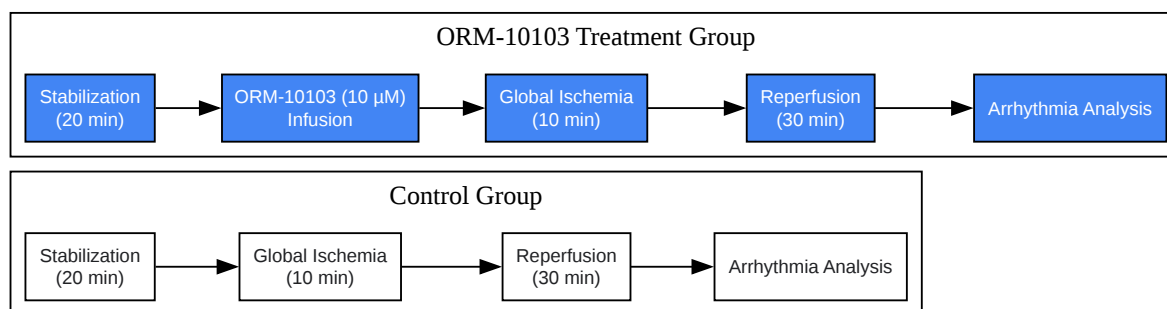 ORM-10103 Treatment Group
Stabilization
(20 min)
ORM-10103 (10 µM)
Infusion
Global Ischemia
(10 min)
Reperfusion
(30 min)
Arrhythmia Analysis
Control Group
Stabilization
(20 min)
Global Ischemia
(10 min)
Reperfusion
(30 min)
Arrhythmia Analysis